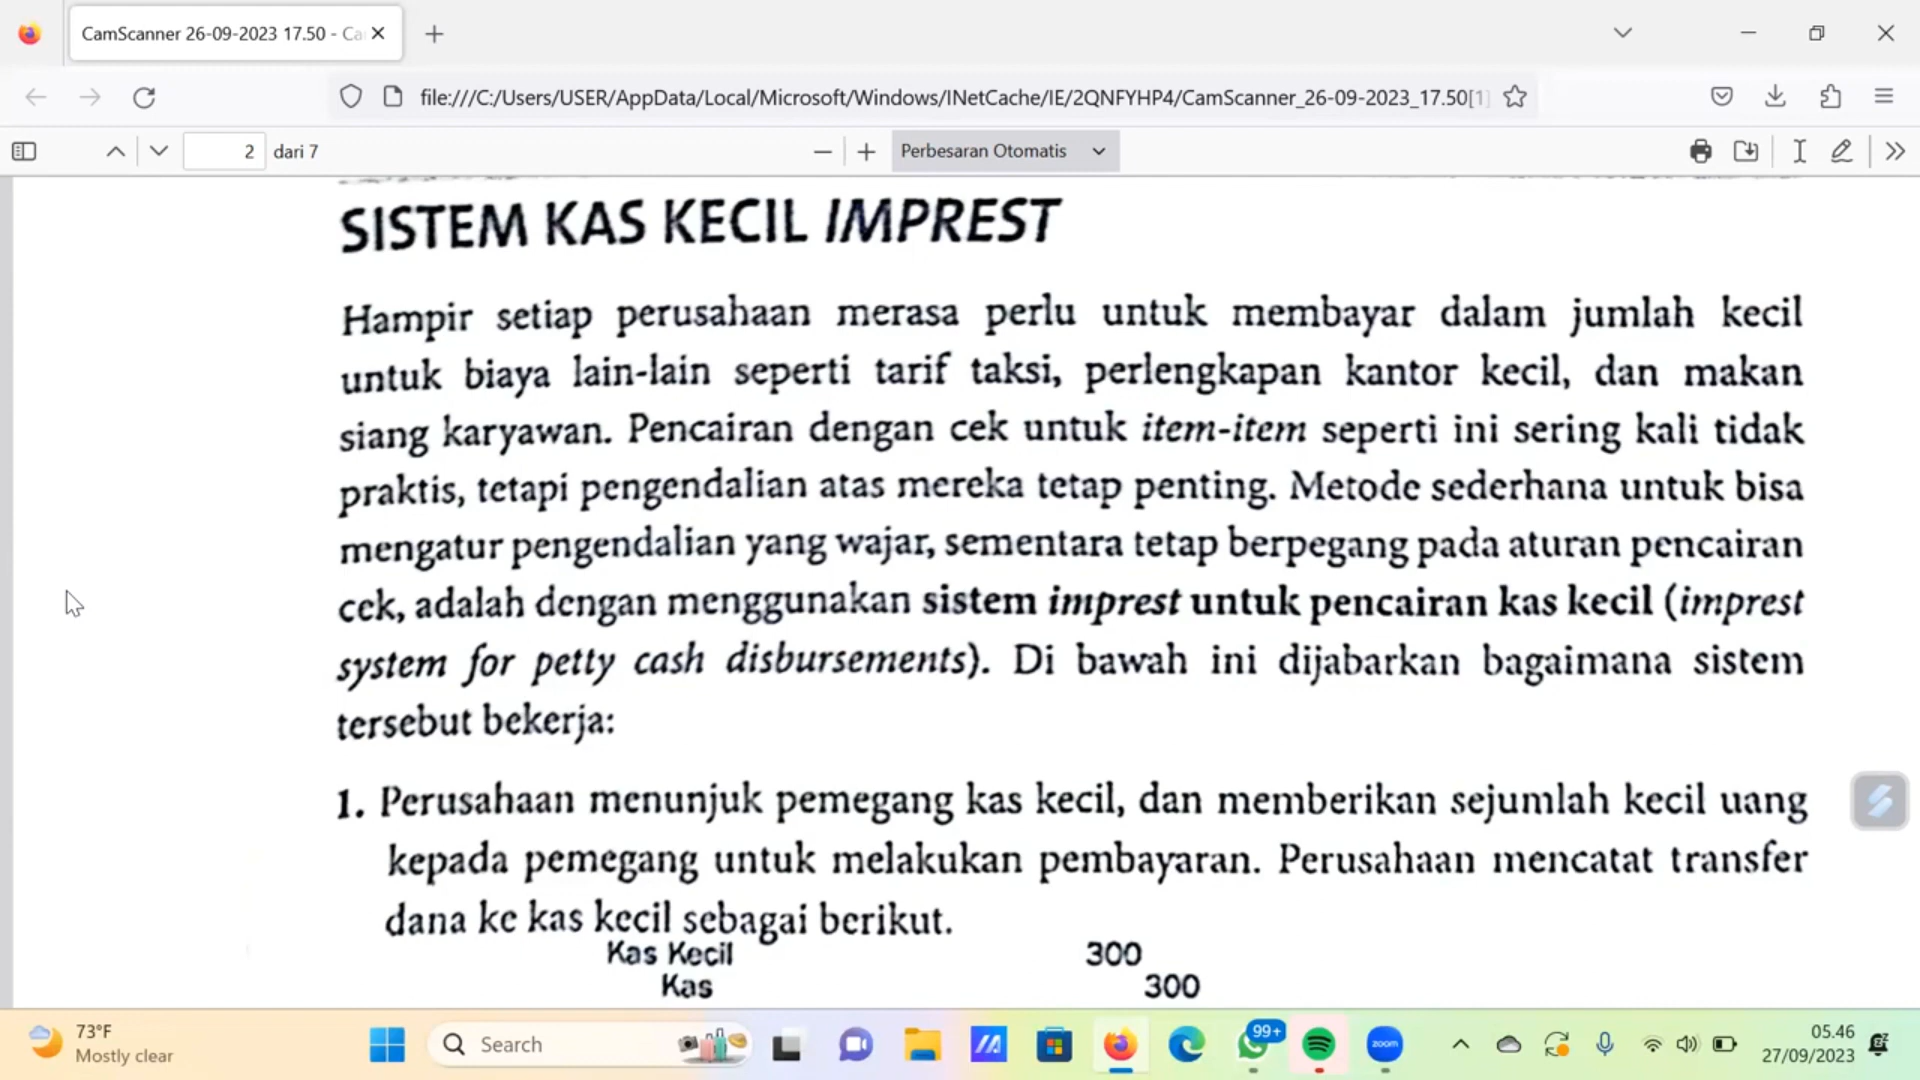 CamScanner 26-09-2023 17.50 - Ca
file:///C:/Users/USER/AppData/Local/Microsoft/Windows/INetCache/IE/2QNFYHP4/CamScanner_26-09-2023_17.50[1]
2 dari 7
Perbesaran Otomatis
SISTEM KAS KECIL IMPREST
Hampir setiap perusahaan merasa perlu untuk membayar dalam jumlah kecil
untuk biaya lain-lain seperti tarif taksi, perlengkapan kantor kecil, dan makan
siang karyawan. Pencairan dengan cek untuk item-item seperti ini sering kali tidak
praktis, tetapi pengendalian atas mereka tetap penting. Metode sederhana untuk bisa
mengatur pengendalian yang wajar, sementara tetap berpegang pada aturan pencairan
cek, adalah dengan menggunakan sistem imprest untuk pencairan kas kecil (imprest
system for petty cash disbursements). Di bawah ini dijabarkan bagaimana sistem
tersebut bekerja:
1. Perusahaan menunjuk pemegang kas kecil, dan memberikan sejumlah kecil uang
kepada pemegang untuk melakukan pembayaran. Perusahaan mencatat transfer
dana ke kas kecil sebagai berikut.
Kas Kecil 300
Kas 300
73°F
Mostly clear
Search
99+
zoom
05.46
27/09/2023